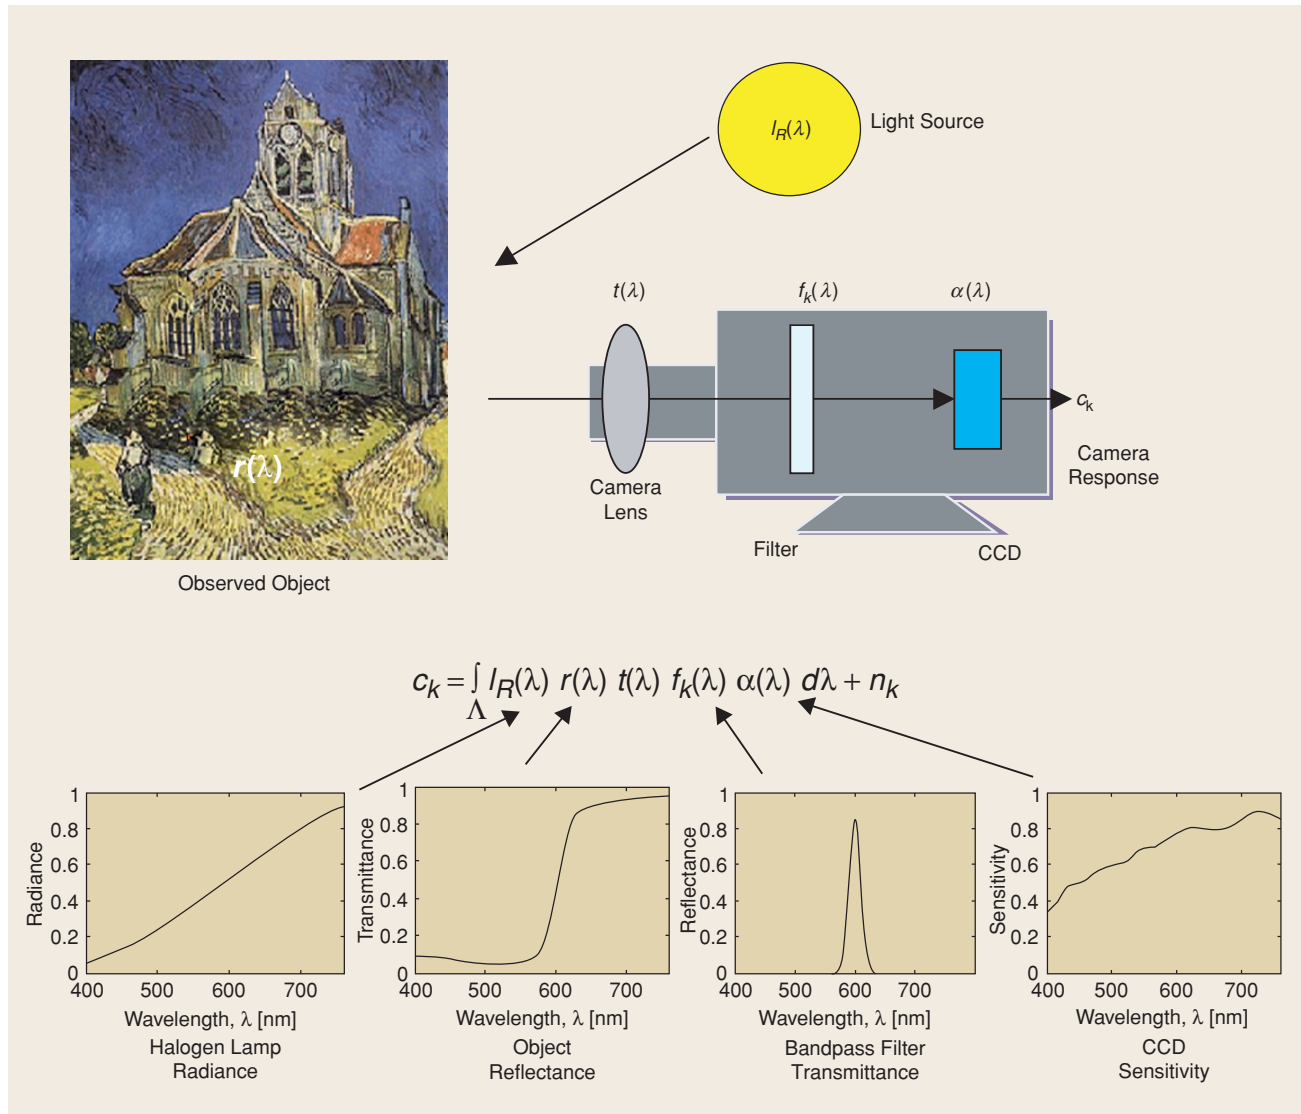 l_R(λ)
Light Source
t(λ)
f_k(λ)
α(λ)
c_k
r(λ)
Camera
Response
Camera
Lens
Filter
CCD
Observed Object
c_k = ∫_Λ l_R(λ) r(λ) t(λ) f_k(λ) α(λ) dλ + n_k
Radiance
1
0.8
0.6
0.4
0.2
0
400 500 600 700
Wavelength, λ [nm]
Halogen Lamp
Radiance
Transmittance
1
0.8
0.6
0.4
0.2
0
400 500 600 700
Wavelength, λ [nm]
Object
Reflectance
Reflectance
1
0.8
0.6
0.4
0.2
0
400 500 600 700
Wavelength, λ [nm]
Bandpass Filter
Transmittance
Sensitivity
1
0.8
0.6
0.4
0.2
0
400 500 600 700
Wavelength, λ [nm]
CCD
Sensitivity